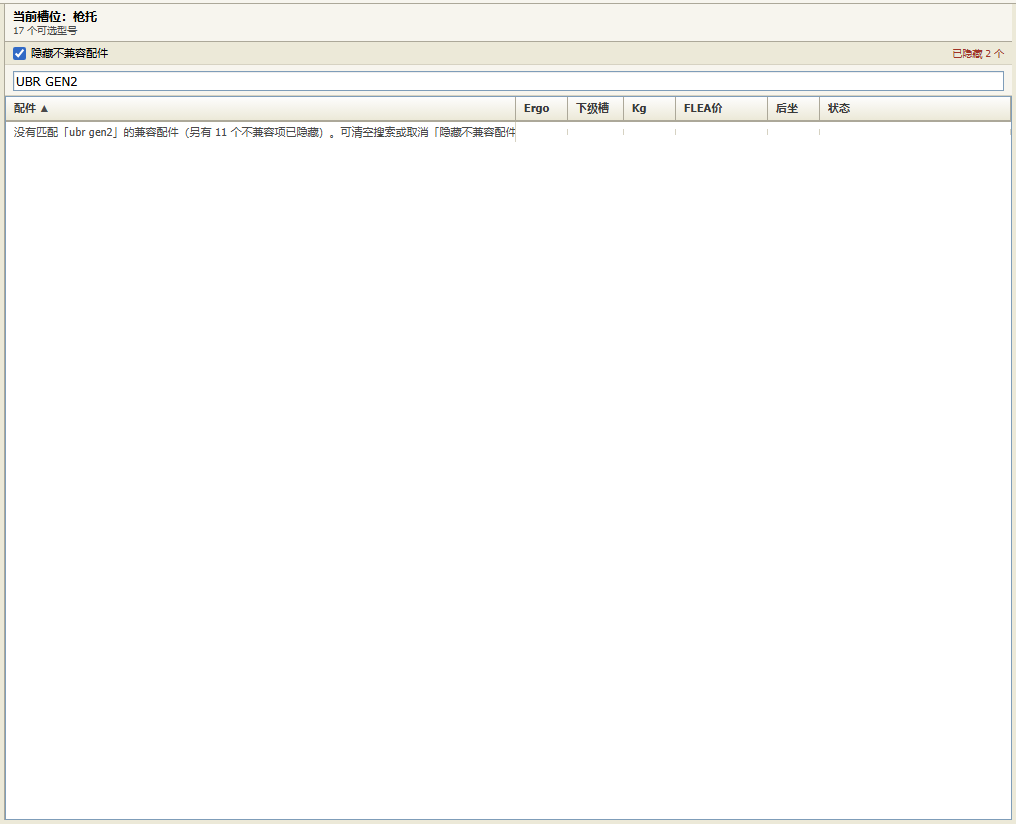 当前槽位：枪托
17 个可选型号
隐藏不兼容配件
已隐藏 2 个
UBR GEN2
配件 ▲ Ergo 下级槽 Kg FLEA价 后坐 状态
没有匹配「ubr gen2」的兼容配件（另有 11 个不兼容项已隐藏）。可清空搜索或取消「隐藏不兼容配件